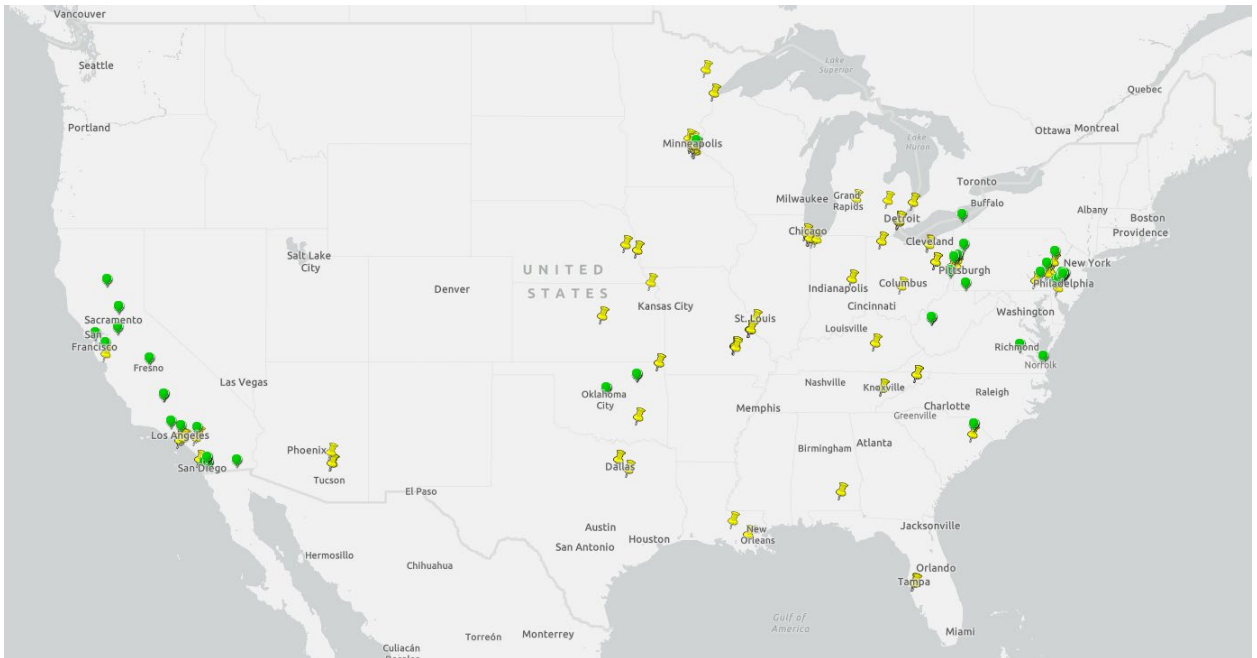 Vancouver
Seattle
Portland
Lake
Superior
Quebec
Ottawa
Montreal
Minneapolis
Lake
Huron
Toronto
Milwaukee
Grand
Rapids
Buffalo
Albany
Boston
Providence
Detroit
Chicago
Cleveland
Salt Lake
City
UNITED
STATES
Denver
New York
Pittsburgh
Philadelphia
Indianapolis
Columbus
Kansas City
Cincinnati
Washington
Sacramento
San
Francisco
St. Louis
Louisville
Richmond
Norfolk
Fresno
Las Vegas
Nashville
Knoxville
Raleigh
Oklahoma
City
Memphis
Charlotte
Greenville
Los Angeles
Phoenix
Birmingham
Atlanta
San Diego
Dallas
Tucson
El Paso
Austin
Houston
San Antonio
New
Orleans
Jacksonville
Hermosillo
Chihuahua
Orlando
Tampa
Gulf of
America
Miami
Torreón
Monterrey
Culiacán
Rosales